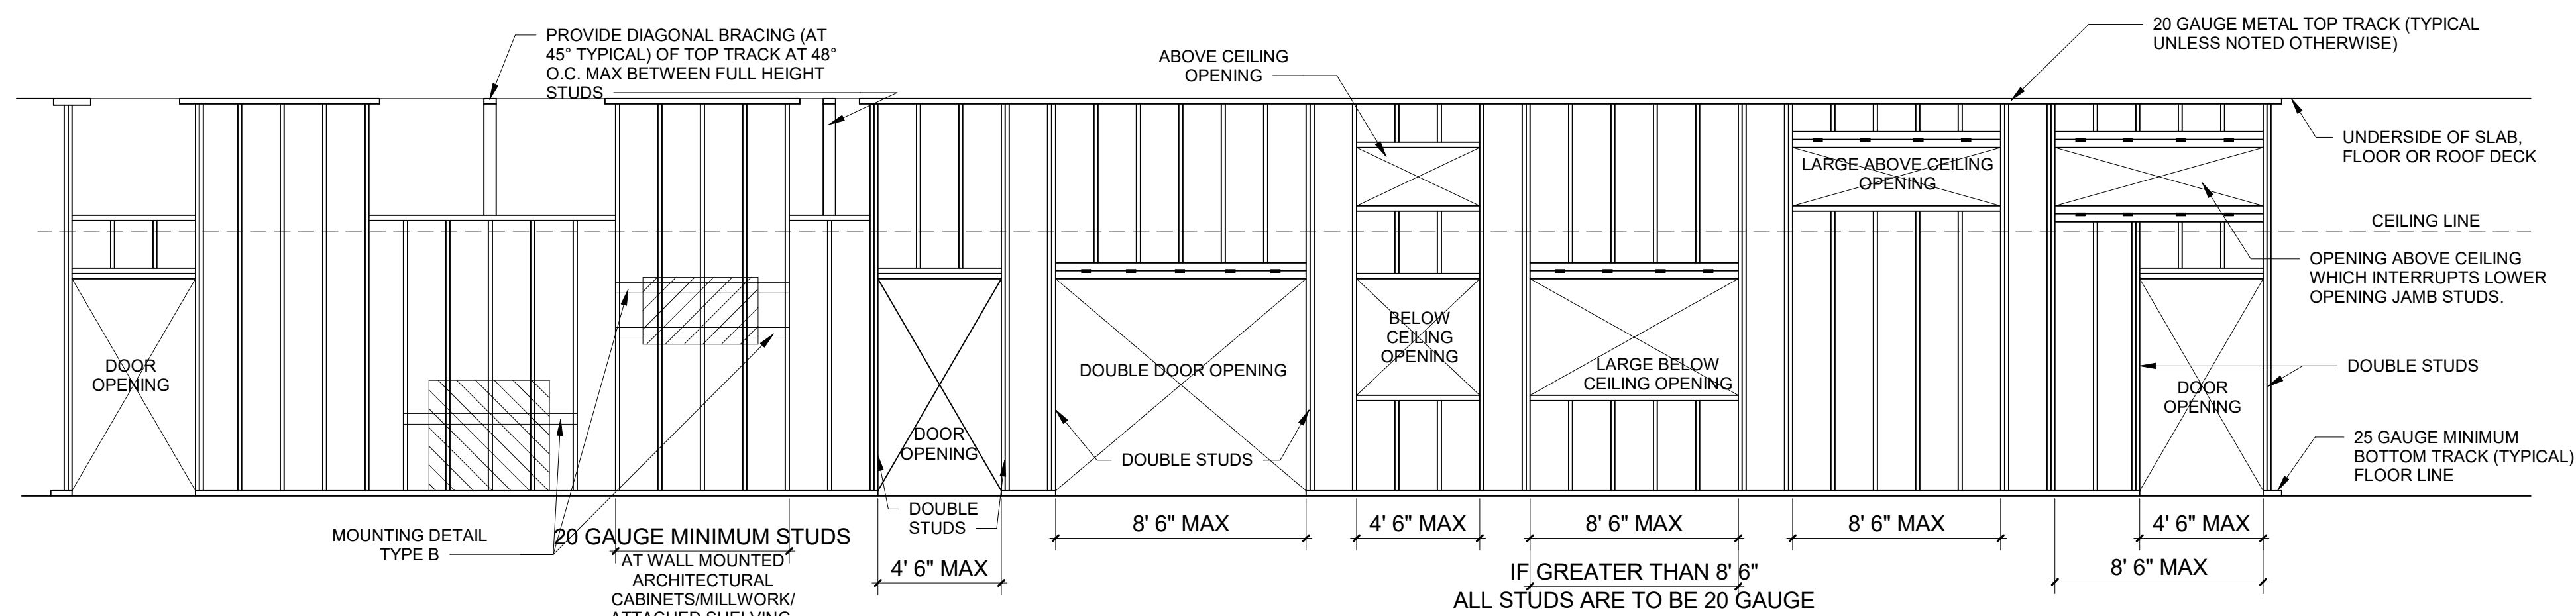 PROVIDE DIAGONAL BRACING (AT
45° TYPICAL) OF TOP TRACK AT 48°
O.C. MAX BETWEEN FULL HEIGHT
STUDS
ABOVE CEILING
OPENING
20 GAUGE METAL TOP TRACK (TYPICAL
UNLESS NOTED OTHERWISE)
UNDERSIDE OF SLAB,
FLOOR OR ROOF DECK
LARGE ABOVE CEILING
OPENING
CEILING LINE
OPENING ABOVE CEILING
WHICH INTERRUPTS LOWER
OPENING JAMB STUDS.
DOOR
OPENING
DOOR
OPENING
DOUBLE DOOR OPENING
BELOW
CEILING
OPENING
LARGE BELOW
CEILING OPENING
DOOR
OPENING
DOUBLE STUDS
DOUBLE STUDS
25 GAUGE MINIMUM
BOTTOM TRACK (TYPICAL)
FLOOR LINE
MOUNTING DETAIL
TYPE B
20 GAUGE MINIMUM STUDS
AT WALL MOUNTED
ARCHITECTURAL
CABINETS/MILLWORK/
ATTACHED SHELVING
DOUBLE
STUDS
4' 6" MAX
8' 6" MAX
4' 6" MAX
8' 6" MAX
8' 6" MAX
4' 6" MAX
8' 6" MAX
IF GREATER THAN 8' 6"
ALL STUDS ARE TO BE 20 GAUGE